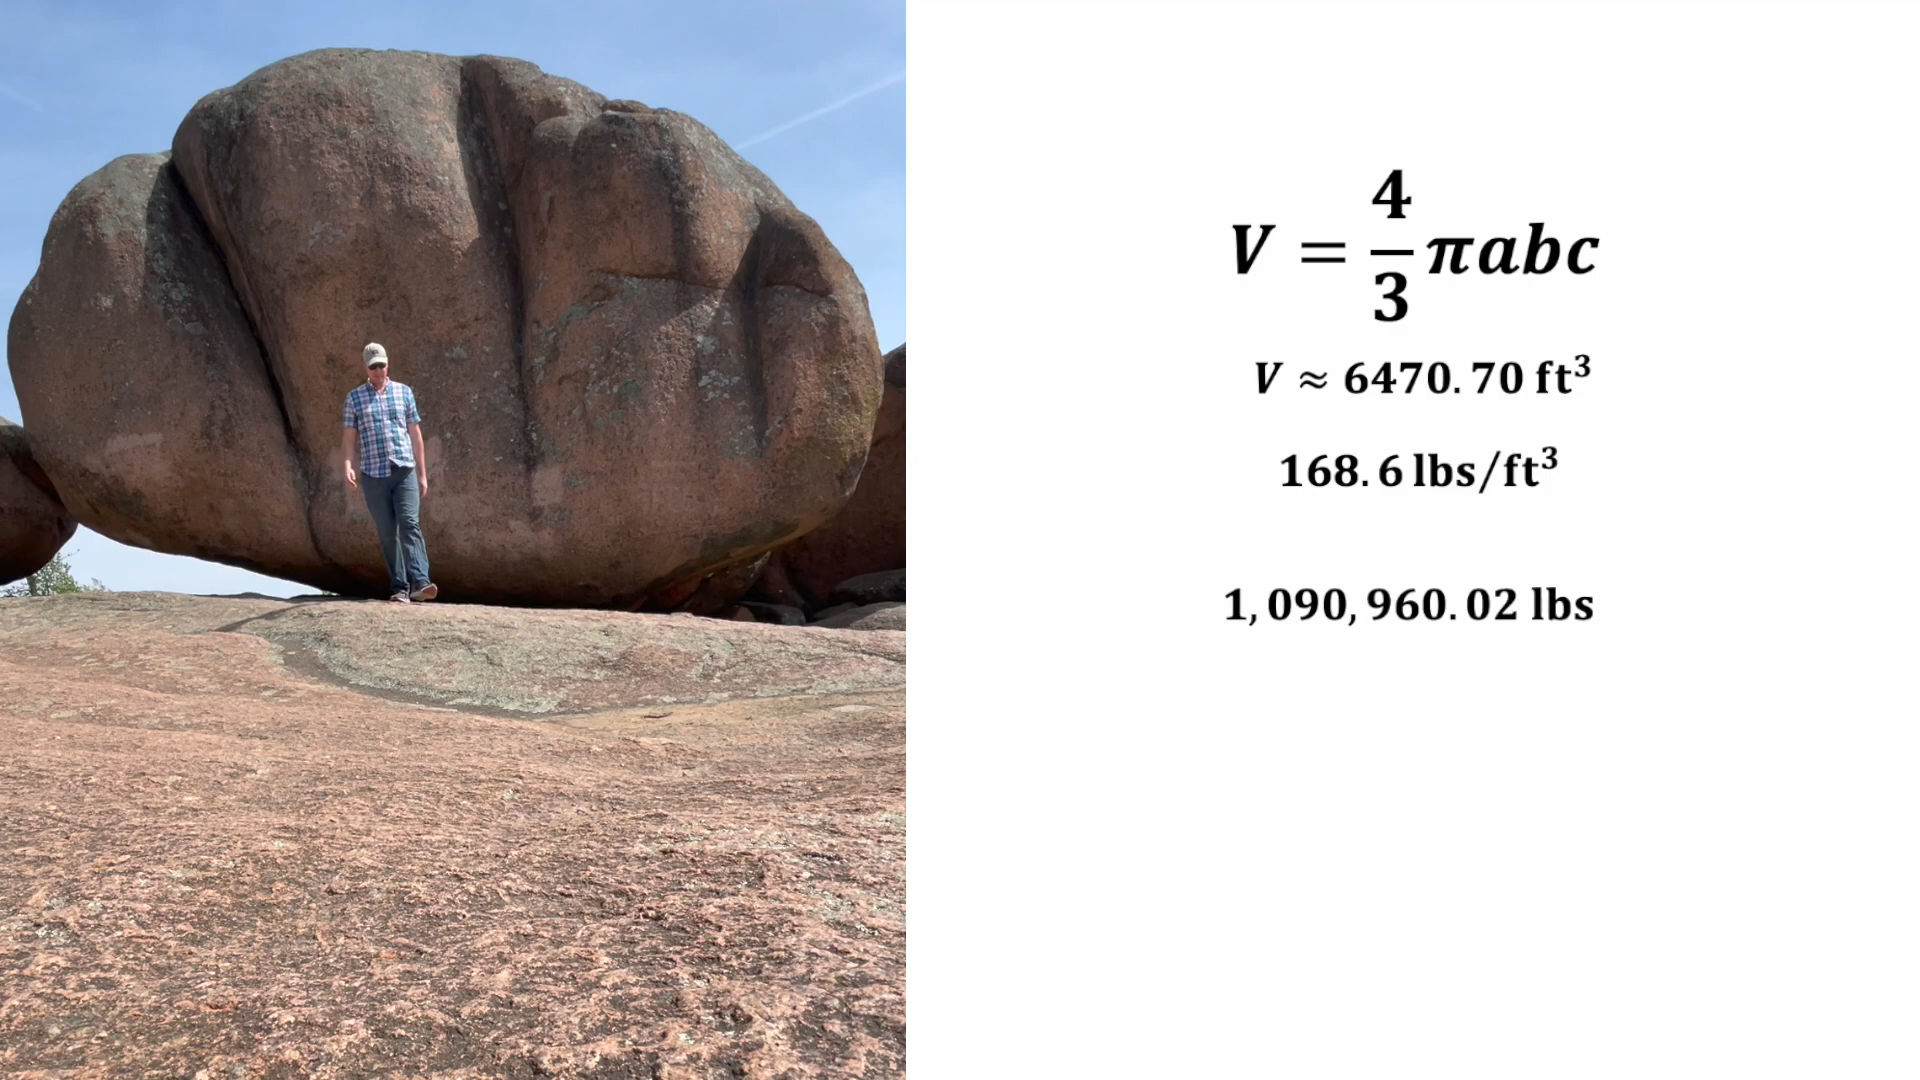 V = 4/3 πabc
V ≈ 6470.70 ft³
168.6 lbs/ft³
1,090,960.02 lbs